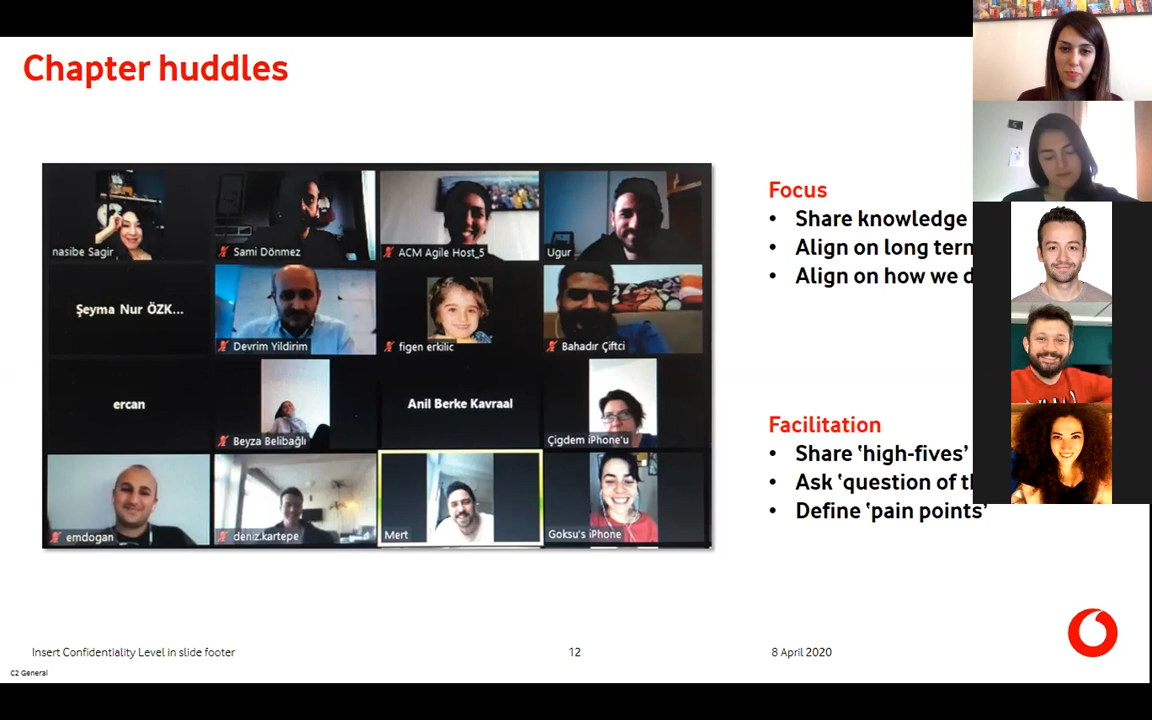 Chapter huddles
nasibe Sagir
Sami Dönmez
ACM Agile Host_5
Ugur
Şeyma Nur ÖZK...
Devrim Yildirim
figen erkilic
Bahadır Çiftci
ercan
Beyza Belibağlı
Anil Berke Kavraal
Çigdem iPhone'u
emdogan
deniz.kartepe
Mert
Goksu's iPhone
Focus
• Share knowledge
• Align on long
• Align on how we
Facilitation
• Share 'high-fives'
• Ask 'question of
• Define 'pain points'
Insert Confidentiality Level in slide footer
12
8 April 2020
C2 General